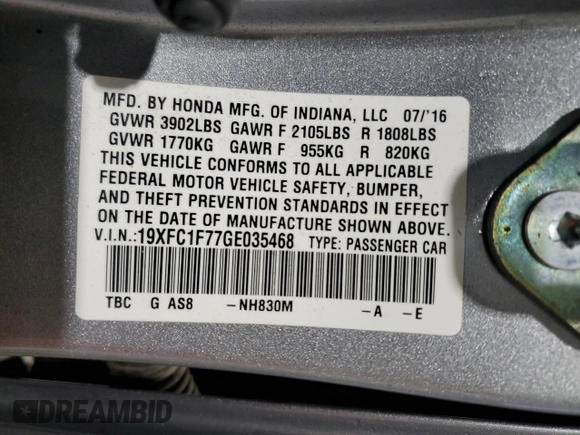 MFD. BY HONDA MFG. OF INDIANA, LLC 07/'16
GVWR 3902LBS GAWR F 2105LBS R 1808LBS
GVWR 1770KG GAWR F 955KG R 820KG
THIS VEHICLE CONFORMS TO ALL APPLICABLE
FEDERAL MOTOR VEHICLE SAFETY, BUMPER,
AND THEFT PREVENTION STANDARDS IN EFFECT
ON THE DATE OF MANUFACTURE SHOWN ABOVE.
V.I.N.:19XFC1F77GE035468 TYPE: PASSENGER CAR
TBC G AS8 -NH830M -A -E
DREAMBID